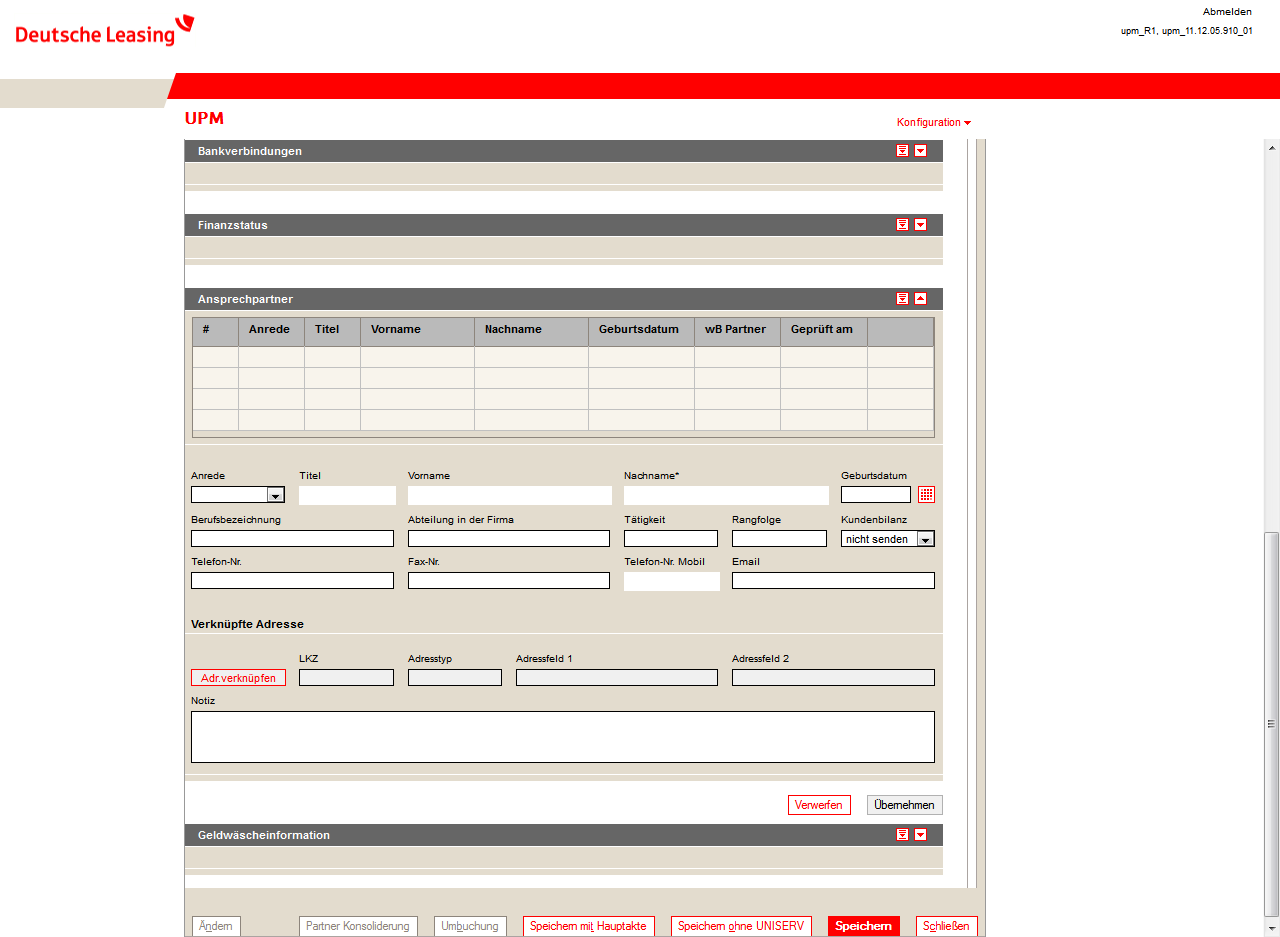 Abmelden
Deutsche Leasing
upm_R1, upm_11.12.05.910_01
UPM
Konfiguration
Bankverbindungen
Finanzstatus
Ansprechpartner
# Anrede Titel Vorname Nachname Geburtsdatum wB Partner Geprüft am
Anrede Titel Vorname Nachname* Geburtsdatum
Berufsbezeichnung Abteilung in der Firma Tätigkeit Rangfolge Kundenbilanz
nicht senden
Telefon-Nr. Fax-Nr. Telefon-Nr. Mobil Email
Verknüpfte Adresse
LKZ Adresstyp Adressfeld 1 Adressfeld 2
Adr.verknüpfen
Notiz
Verwerfen Übernehmen
Geldwäscheinformation
Ändern Partner Konsolidierung Umbuchung Speichern mit Hauptakte Speichern ohne UNISERV Speichern Schließen